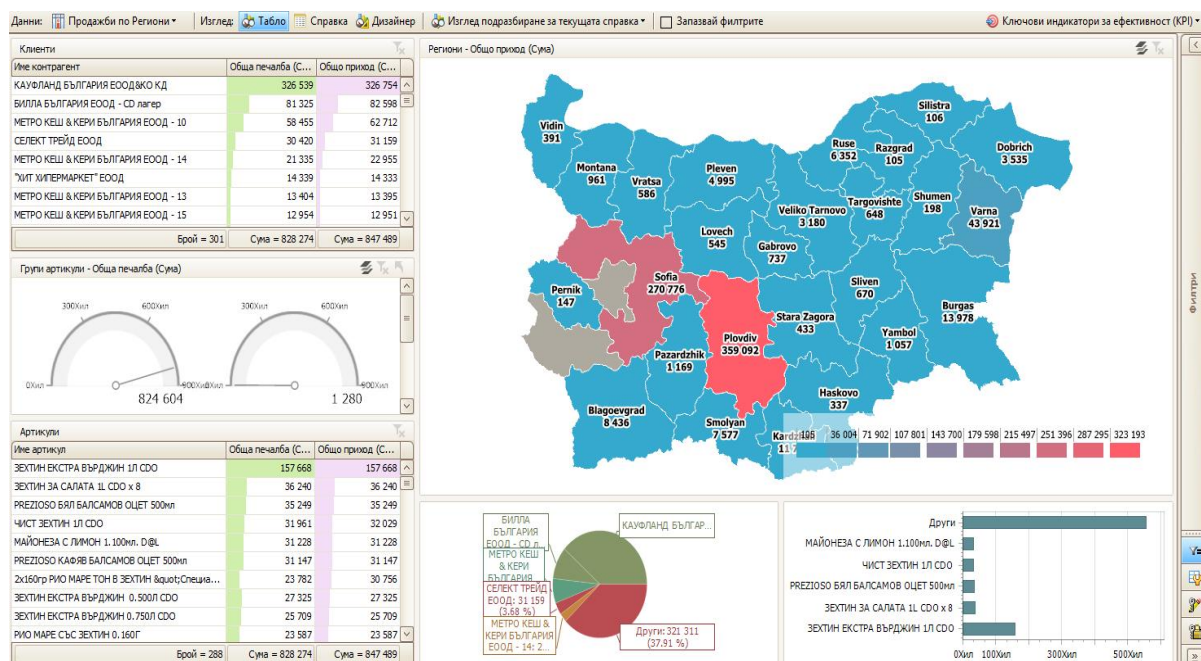 Данни: Продажби по Региони Изглед: Табло Справка Дизайнер Изглед подразбиране за текущата справка Запазвай филтрите Ключови индикатори за ефективност (KPI)
Клиенти
Име контрагент Обща печалба (С... Общо приход (С...
КАУФЛАНД БЪЛГАРИЯ ЕООД&КО КД 326 539 326 754
БИЛЛА БЪЛГАРИЯ ЕООД - CD лагер 81 325 82 598
МЕТРО КЕШ & КЕРИ БЪЛГАРИЯ ЕООД - 10 58 455 62 712
СЕЛЕКТ ТРЕЙД ЕООД 30 420 31 159
МЕТРО КЕШ & КЕРИ БЪЛГАРИЯ ЕООД - 14 21 335 22 955
"ХИТ ХИПЕРМАРКЕТ" ЕООД 14 339 14 333
МЕТРО КЕШ & КЕРИ БЪЛГАРИЯ ЕООД - 13 13 404 13 395
МЕТРО КЕШ & КЕРИ БЪЛГАРИЯ ЕООД - 15 12 954 12 951
Брой = 301 Сума = 828 274 Сума = 847 489
Групи артикули - Обща печалба (Сума)
300Хил 600Хил 300Хил 600Хил
0Хил 900Хил 0Хил 900Хил
824 604 1 280
Артикули
Име артикул Обща печалба (С... Общо приход (С...
ЗЕХТИН ЕКСТРА ВЪРДЖИН 1Л CDO 157 668 157 668
ЗЕХТИН ЗА САЛАТА 1L CDO x 8 36 240 36 240
PREZIOSO БЯЛ БАЛСАМОВ ОЦЕТ 500мл 35 249 35 249
ЧИСТ ЗЕХТИН 1Л CDO 31 961 32 029
МАЙОНЕЗА С ЛИМОН 1.100мл. D@L 31 228 31 228
PREZIOSO КАФЯВ БАЛСАМОВ ОЦЕТ 500мл 31 147 31 147
2x160гр РИО МАРЕ ТОН В ЗЕХТИН &quot;Специа... 23 782 30 756
ЗЕХТИН ЕКСТРА ВЪРДЖИН 0.500Л CDO 27 325 27 325
ЗЕХТИН ЕКСТРА ВЪРДЖИН 0.750Л CDO 25 709 25 709
РИО МАРЕ СЪС ЗЕХТИН 0.160Г 23 587 23 587
Брой = 288 Сума = 828 274 Сума = 847 489
Региони - Общо приход (Сума)
Silistra
106
Vidin
391
Ruse
6 352
Razgrad
105
Dobrich
3 535
Montana
961
Vratsa
586
Pleven
4 995
Targovishte
648
Shumen
198
Varna
43 921
Veliko Tarnovo
3 180
Lovech
545
Gabrovo
737
Sofia
270 776
Pernik
147
Sliven
670
Burgas
13 978
Stara Zagora
433
Plovdiv
359 092
Yambol
1 057
Pazardzhik
1 169
Haskovo
337
Blagoevgrad
8 436
Smolyan
7 577
36 004 71 902 107 801 143 700 179 598 215 497 251 396 287 295 323 193
БИЛЛА
БЪЛГАРИЯ
ЕООД - CD л...
МЕТРО КЕШ
& КЕРИ
БЪЛГАРИЯ ...
СЕЛЕКТ ТРЕЙД
ЕООД: 31 159
(3.68 %)
МЕТРО КЕШ &
КЕРИ БЪЛГАРИЯ
ЕООД - 14: 2...
КАУФЛАНД БЪЛГАР...
Други: 321 311
(37.91 %)
Други
МАЙОНЕЗА С ЛИМОН 1.100мл. D@L
ЧИСТ ЗЕХТИН 1Л CDO
PREZIOSO БЯЛ БАЛСАМОВ ОЦЕТ 500мл
ЗЕХТИН ЗА САЛАТА 1L CDO x 8
ЗЕХТИН ЕКСТРА ВЪРДЖИН 1Л CDO
0Хил 100Хил 300Хил 500Хил
Филтри